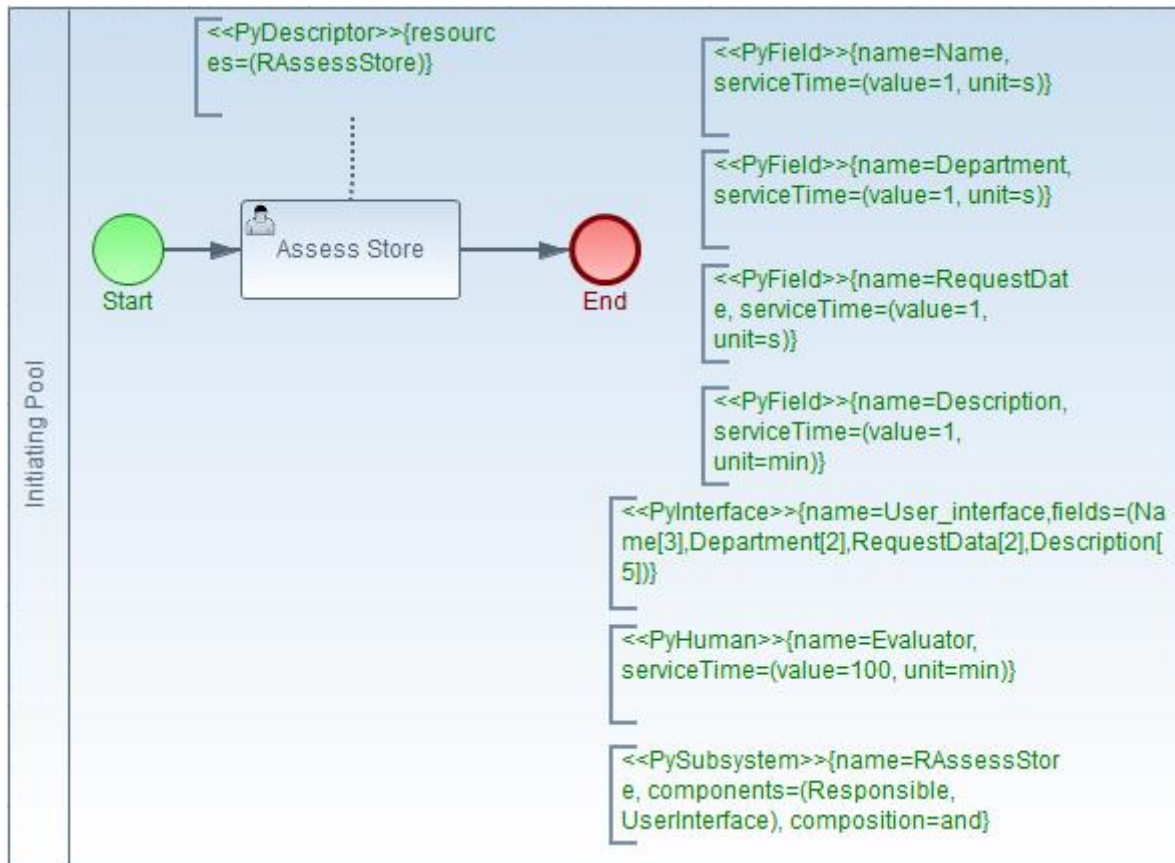 <<PyDescriptor>>{resourc
es=(RAssessStore)}
<<PyField>>{name=Name,
serviceTime=(value=1, unit=s)}
<<PyField>>{name=Department,
serviceTime=(value=1, unit=s)}
Assess Store
Start
End
<<PyField>>{name=RequestDat
e, serviceTime=(value=1,
unit=s)}
<<PyField>>{name=Description,
serviceTime=(value=1,
unit=min)}
Initiating Pool
<<PyInterface>>{name=User_interface,fields=(Na
me[3],Department[2],RequestData[2],Description[
5])}
<<PyHuman>>{name=Evaluator,
serviceTime=(value=100, unit=min)}
<<PySubsystem>>{name=RAssessStor
e, components=(Responsible,
UserInterface), composition=and}